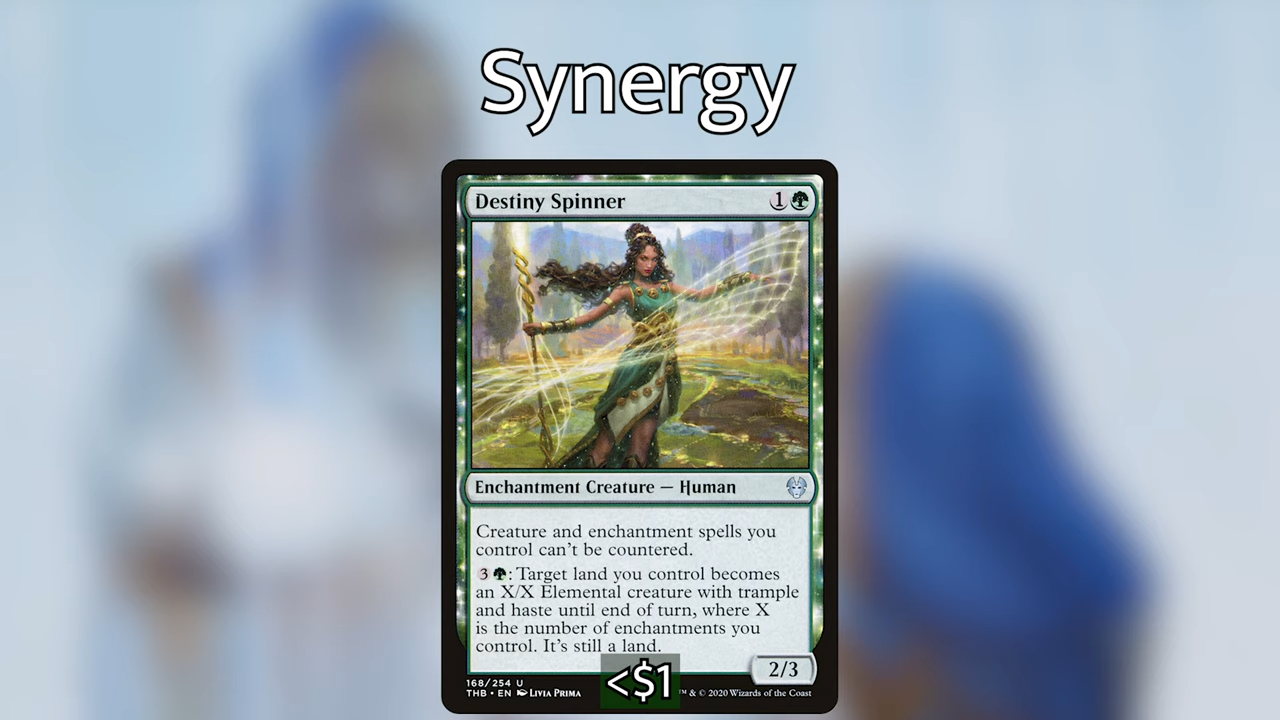 Synergy
Destiny Spinner 1
Enchantment Creature — Human
Creature and enchantment spells you
control can't be countered.
3 : Target land you control becomes
an X/X Elemental creature with trample
and haste until end of turn, where X
is the number of enchantments you
control. It's still a land.
2/3
<$1
168/254 U
THB • EN LIVIA PRIMA ™ & © 2020 Wizards of the Coast